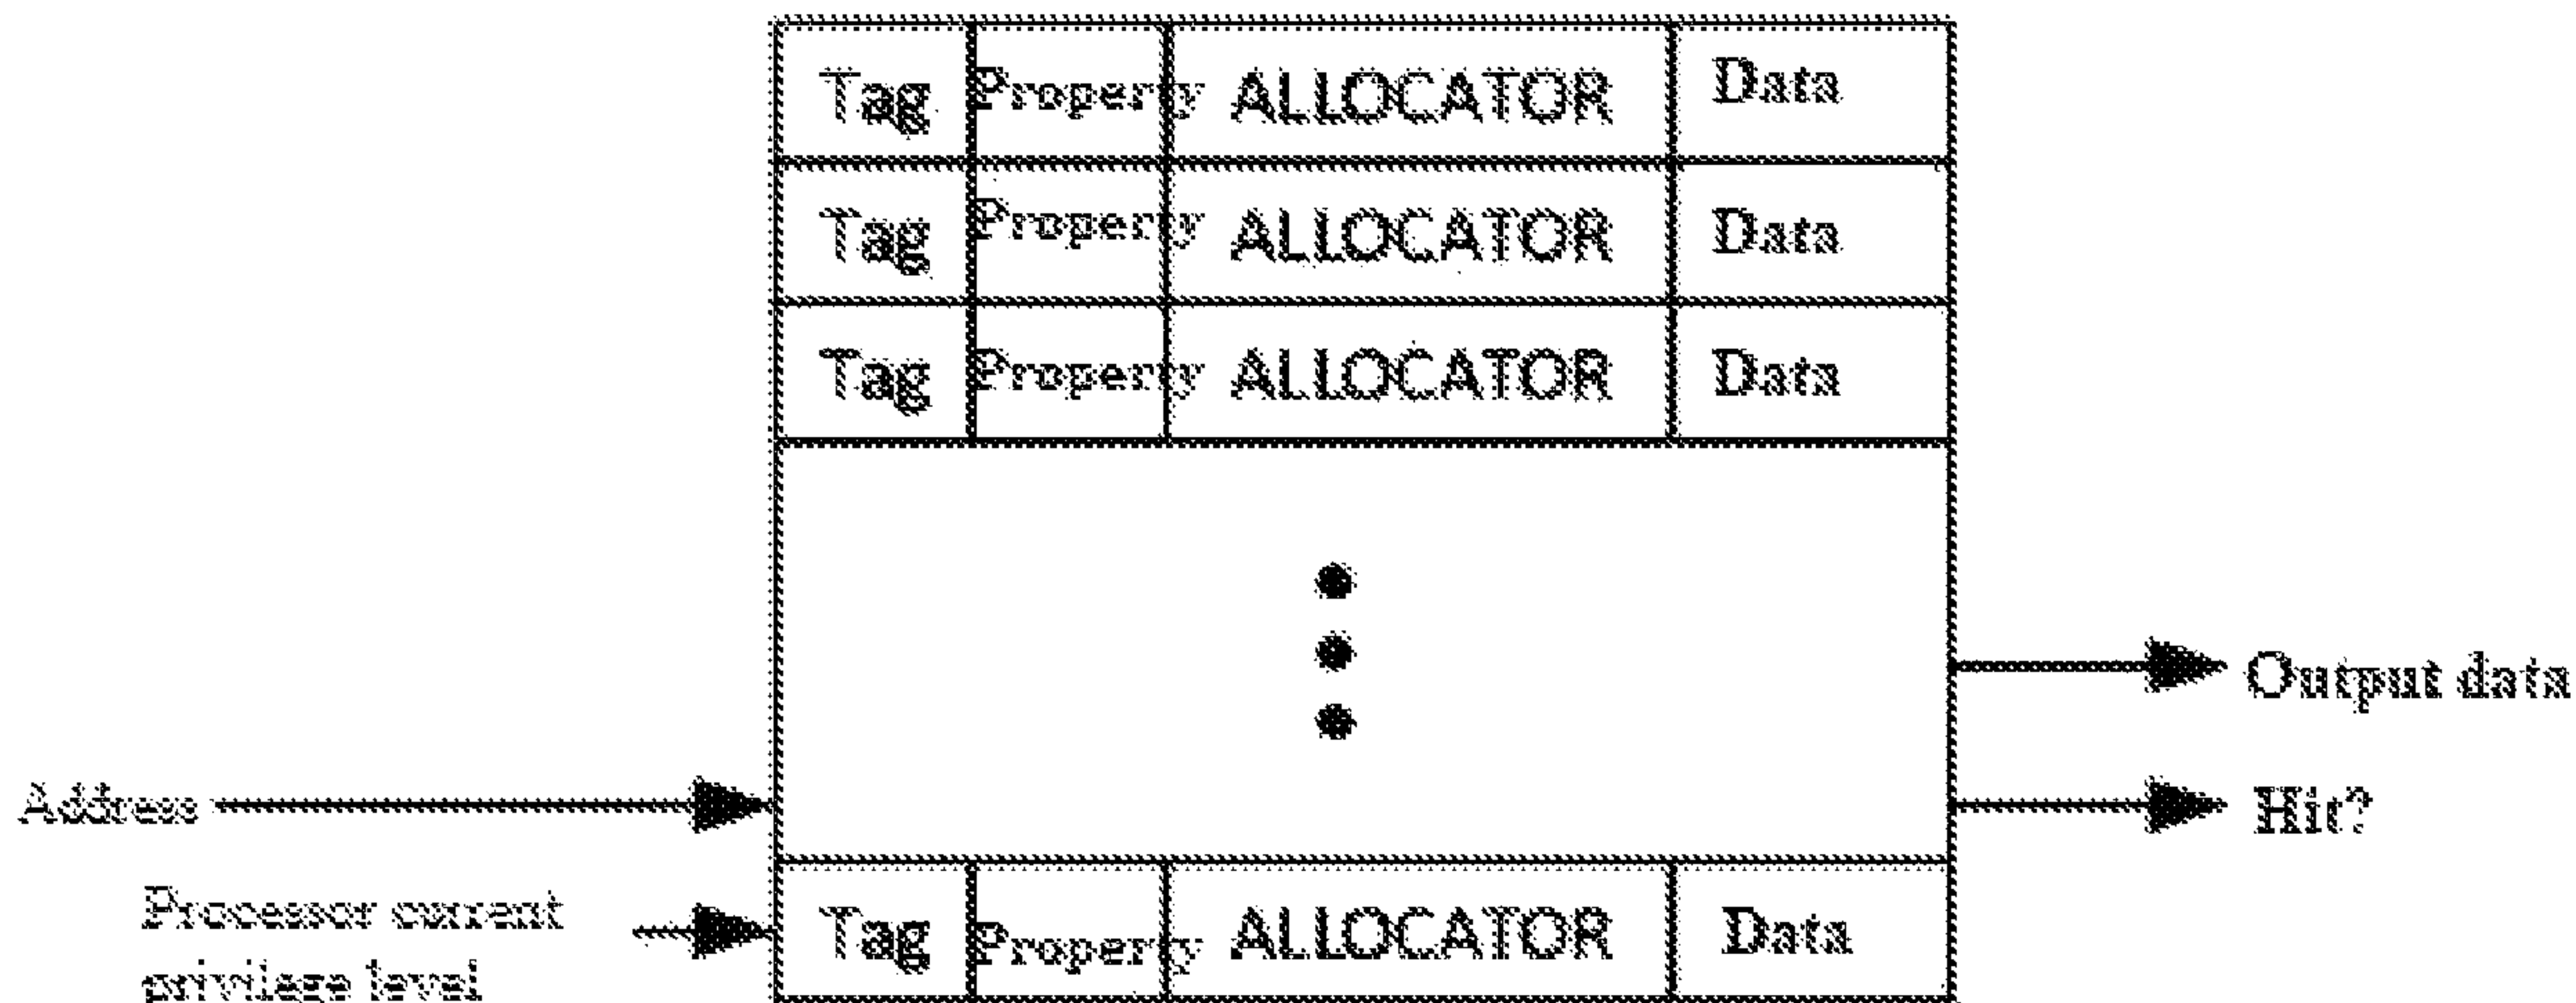 Tag Property ALLOCATOR Data
Tag Property ALLOCATOR Data
Tag Property ALLOCATOR Data
Output data
Address
Hit?
Processor current
privilege level
Tag Property ALLOCATOR Data